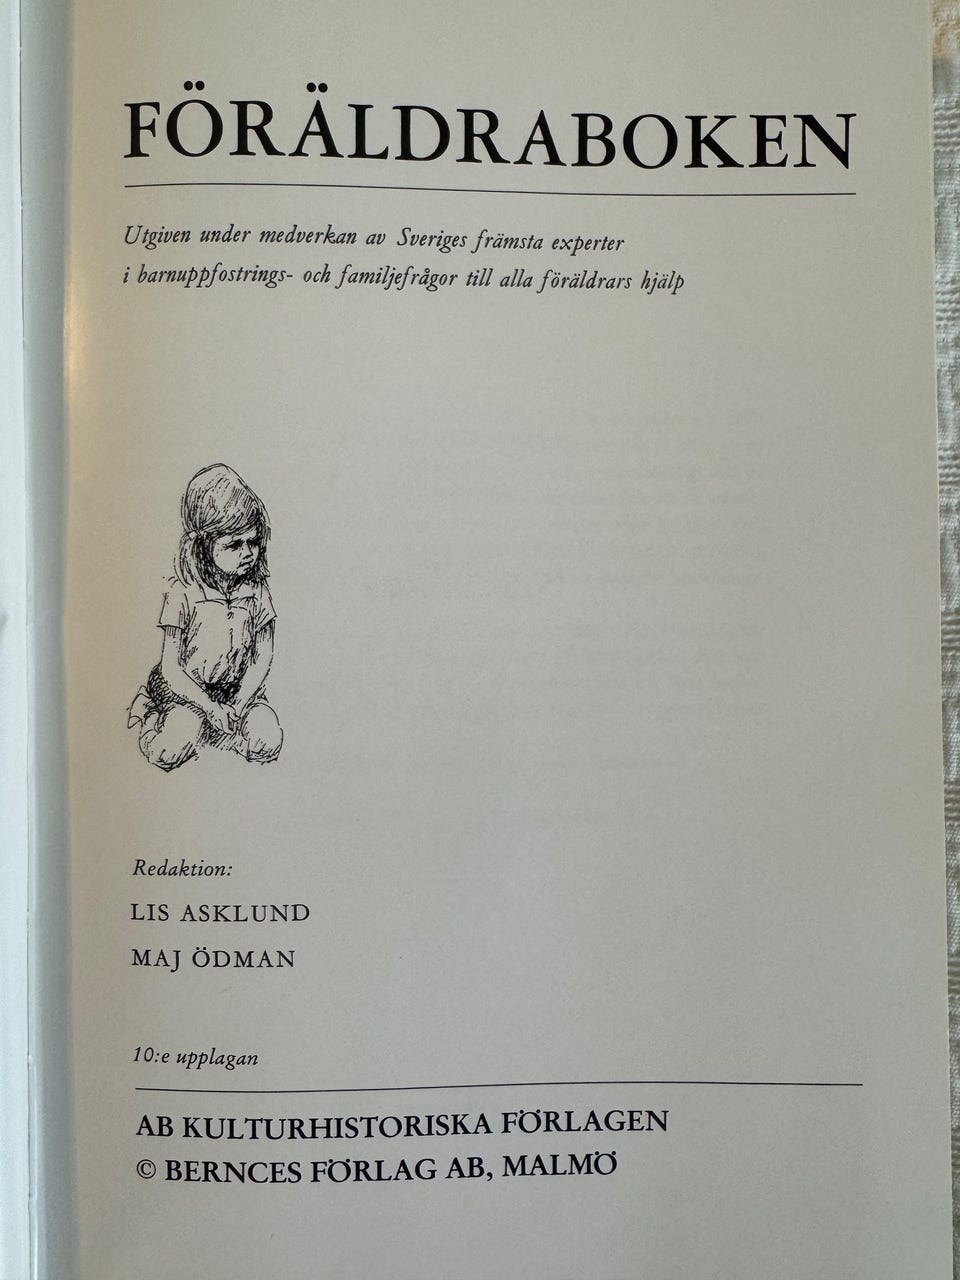 FÖRÄLDRABOKEN
Utgiven under medverkan av Sveriges främsta experter
i barnuppfostrings- och familjefrågor till alla föräldrars hjälp
Redaktion:
LIS ASKLUND
MAJ ÖDMAN
10:e upplagan
AB KULTURHISTORISKA FÖRLAGEN
© BERNCES FÖRLAG AB, MALMÖ